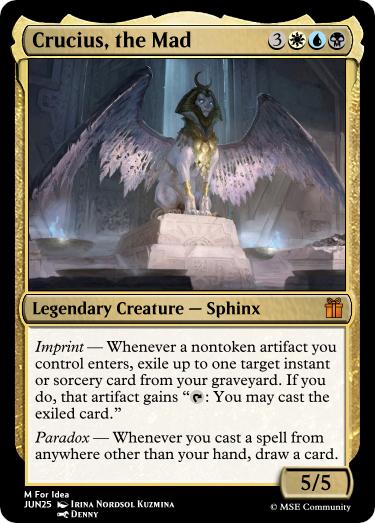 Crucius, the Mad 3
Legendary Creature — Sphinx
Imprint — Whenever a nontoken artifact you
control enters, exile up to one target instant
or sorcery card from your graveyard. If you
do, that artifact gains “: You may cast the
exiled card.”
Paradox — Whenever you cast a spell from
anywhere other than your hand, draw a card.
5/5
M For Idea
JUN25 Irina Nordsol Kuzmina
Denny
© MSE Community